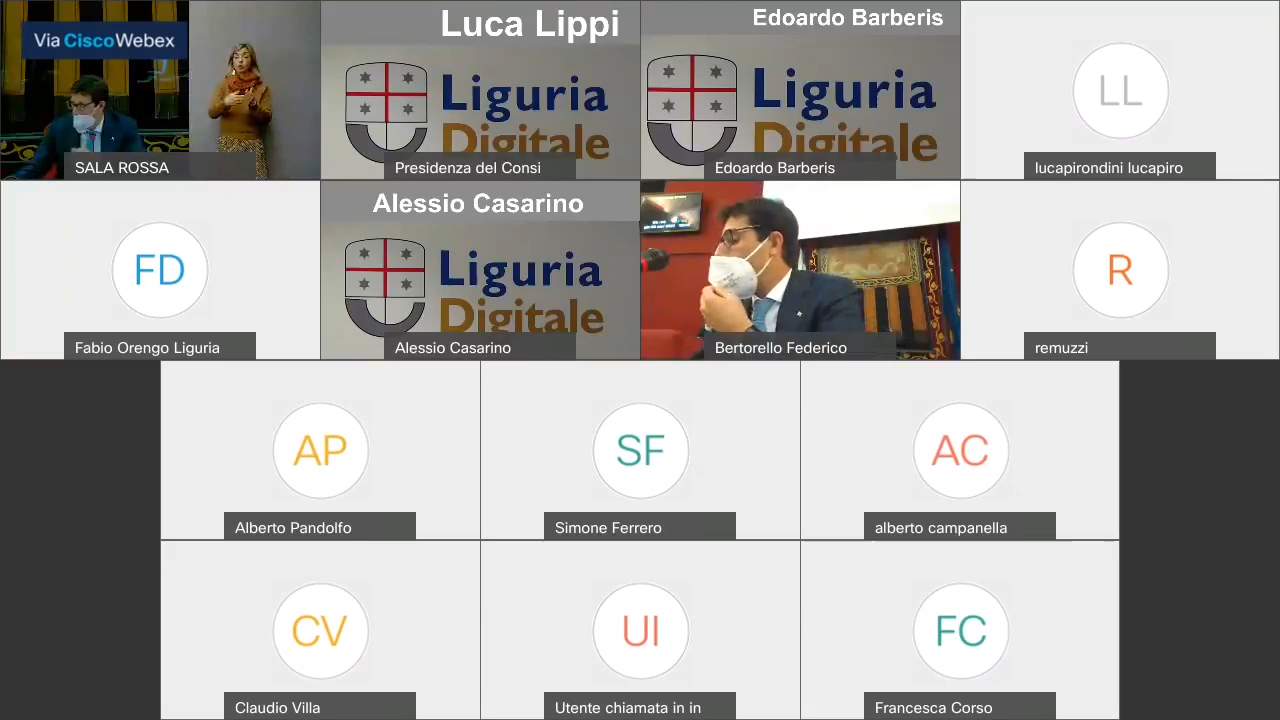 Via Cisco Webex
SALA ROSSA
Luca Lippi
Liguria
Digitale
Presidenza del Consi
Edoardo Barberis
Liguria
Digitale
Edoardo Barberis
LL
lucapirondini lucapiro
FD
Fabio Orengo Liguria
Alessio Casarino
Liguria
Digitale
Alessio Casarino
Bertorello Federico
R
remuzzi
AP
Alberto Pandolfo
SF
Simone Ferrero
AC
alberto campanella
CV
Claudio Villa
UI
Utente chiamata in in
FC
Francesca Corso